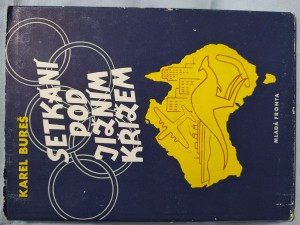 KAREL BUREŠ
SETKÁNÍ
POD
JIŽNÍM
KŘÍŽEM
MLADÁ FRONTA